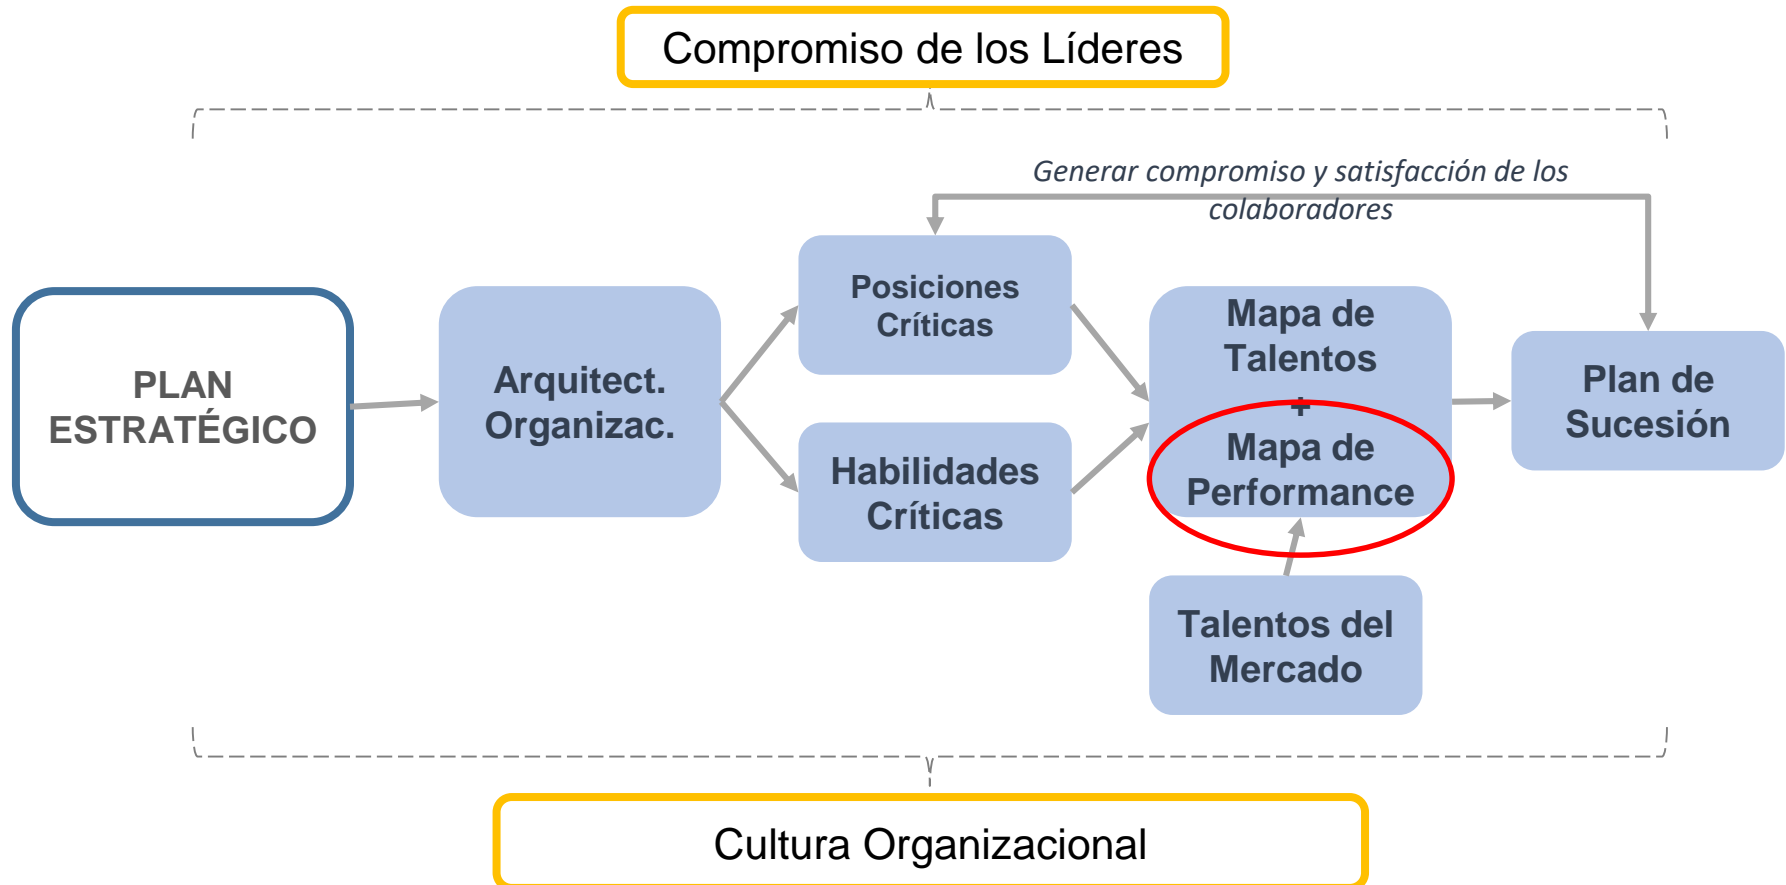 Compromiso de los Líderes
Generar compromiso y satisfacción de los
colaboradores
PLAN
ESTRATÉGICO
Arquitect.
Organizac.
Posiciones
Críticas
Habilidades
Críticas
Mapa de
Talentos
+
Mapa de
Performance
Talentos del
Mercado
Plan de
Sucesión
Cultura Organizacional